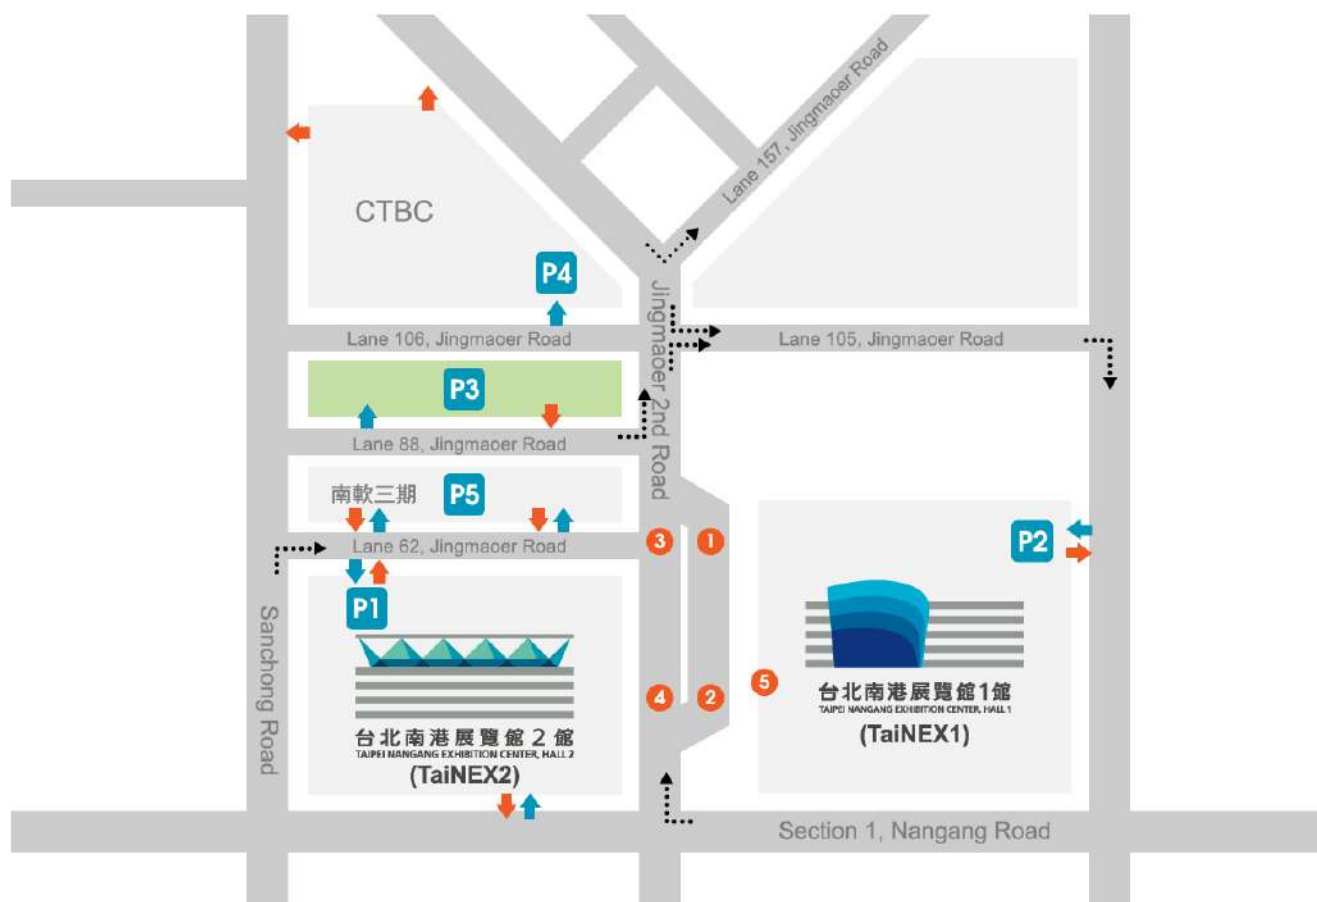 Lane 157, Jingmaoer Road
CTBC
P4
Jingmaoer 2nd Road
Lane 106, Jingmaoer Road
Lane 105, Jingmaoer Road
P3
Lane 88, Jingmaoer Road
南軟三期
P5
Lane 62, Jingmaoer Road
3
1
P2
P1
Sanchong Road
4
2
5
台北南港展覽館1館
TAIPEI NANGANG EXHIBITION CENTER, HALL 1
(TaiNEX1)
台北南港展覽館2館
TAIPEI NANGANG EXHIBITION CENTER, HALL 2
(TaiNEX2)
Section 1, Nangang Road